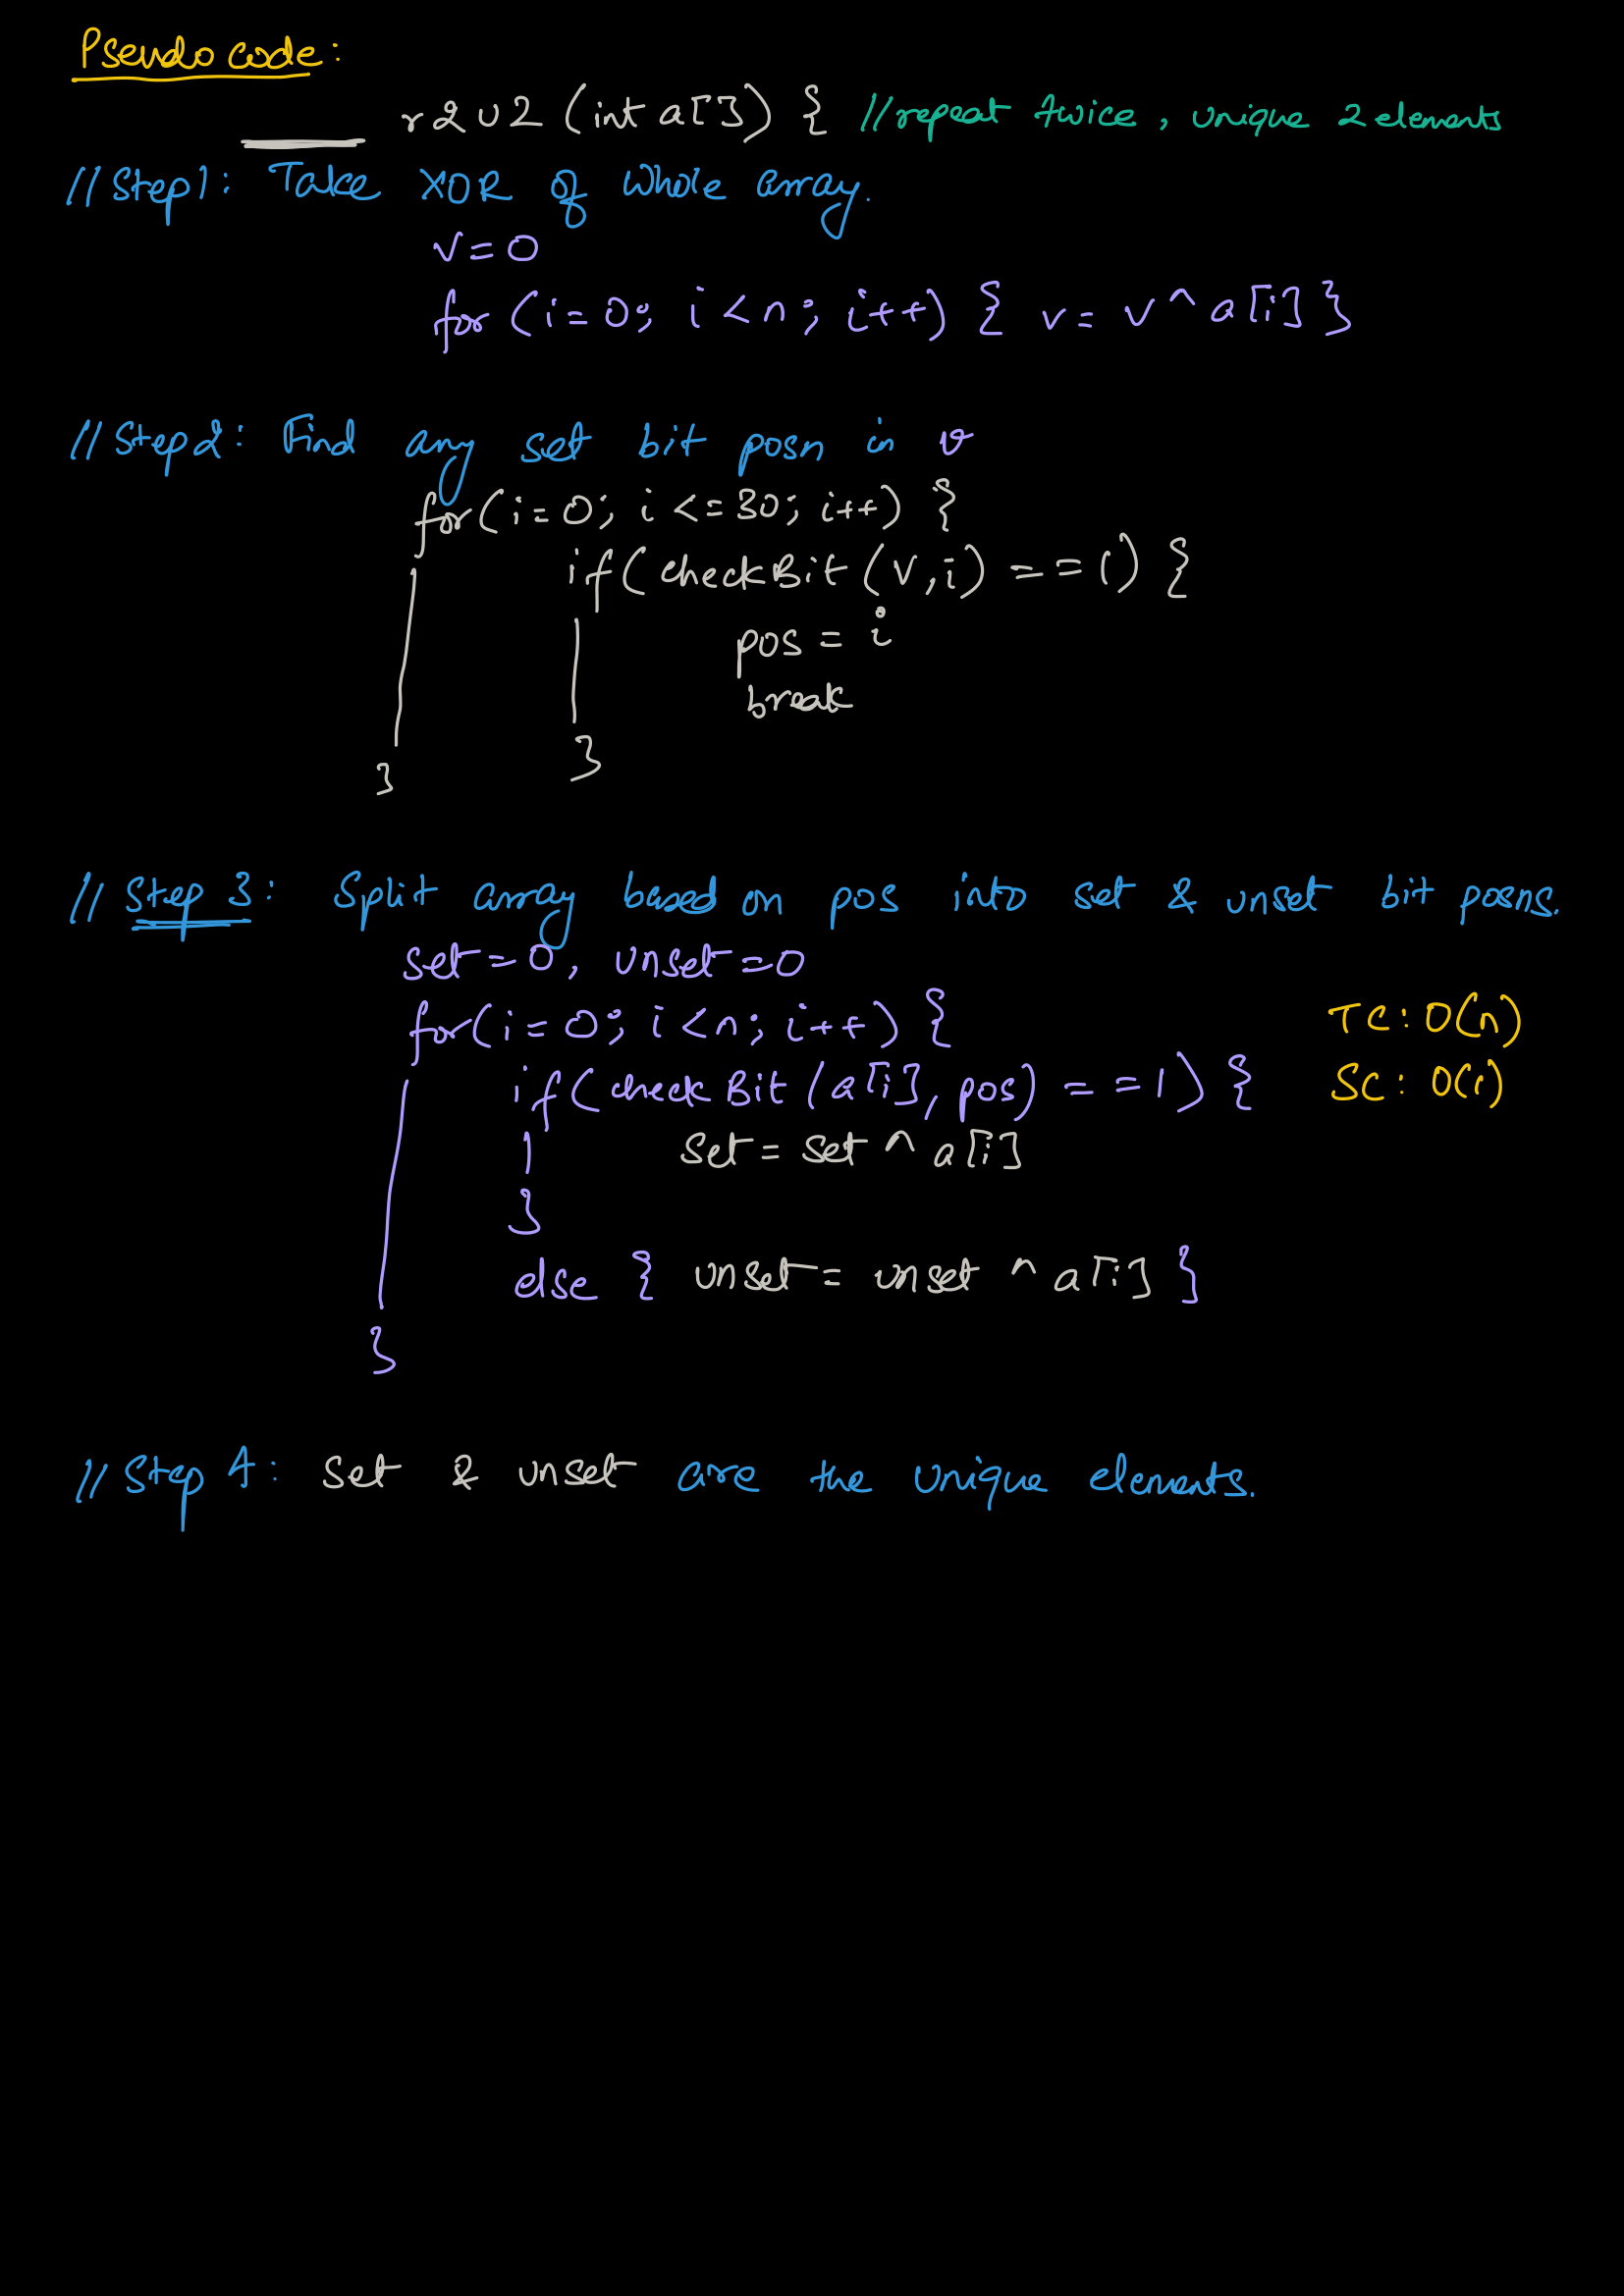 Pseudo code:
r2U2 (int a[]) { //repeat twice, unique 2 elements
//Step1: Take XOR of whole array.
v=0
for (i=0; i<n; i++) { v= v^a[i]}
//Step2: Find any set bit posn in v
for(i=0; i<=30; i++) {
if(checkBit(v,i) ==1) {
pos = i
break
}
}
// Step 3: Split array based on pos into set & unset bit posns.
set=0, unset=0
for(i=0; i<n; i++) {
TC: O(n)
if(checkBit(a[i], pos) ==1) {
SC: O(1)
set= set ^ a[i]
}
else { unset= unset ^ a[i] }
}
// Step 4: set & unset are the unique elements.